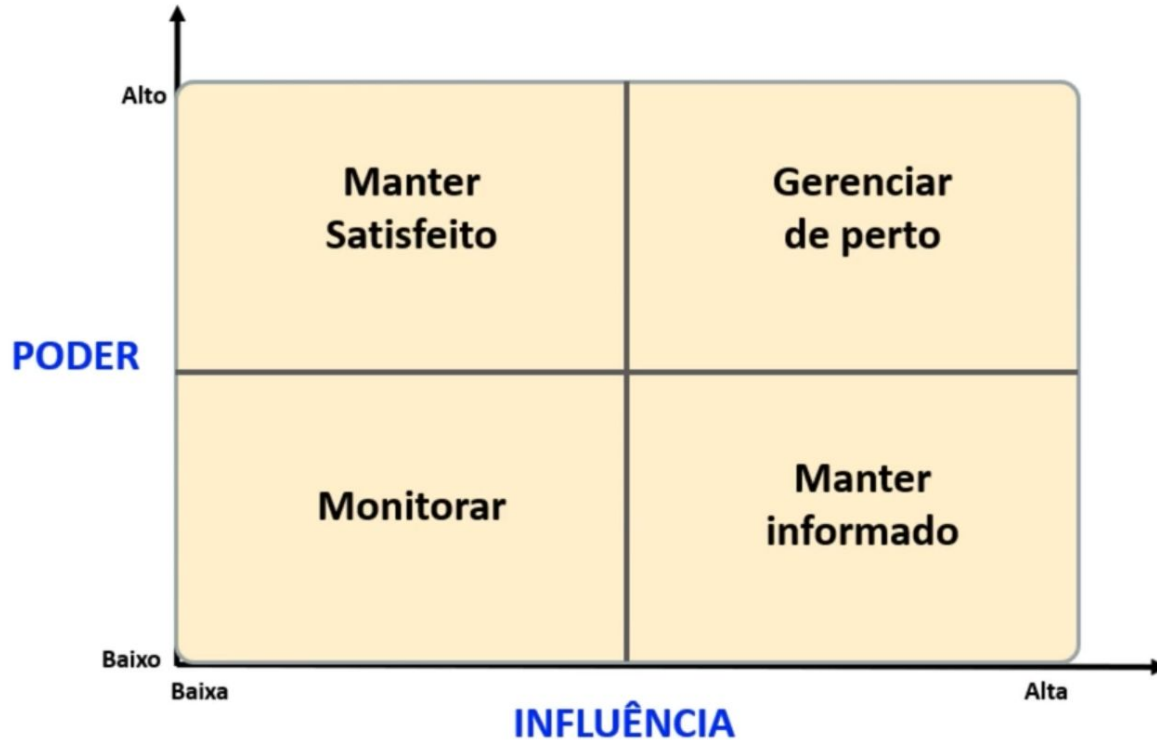 Alto
Manter
Satisfeito
Gerenciar
de perto
PODER
Monitorar
Manter
informado
Baixo
Baixa
Alta
INFLUÊNCIA